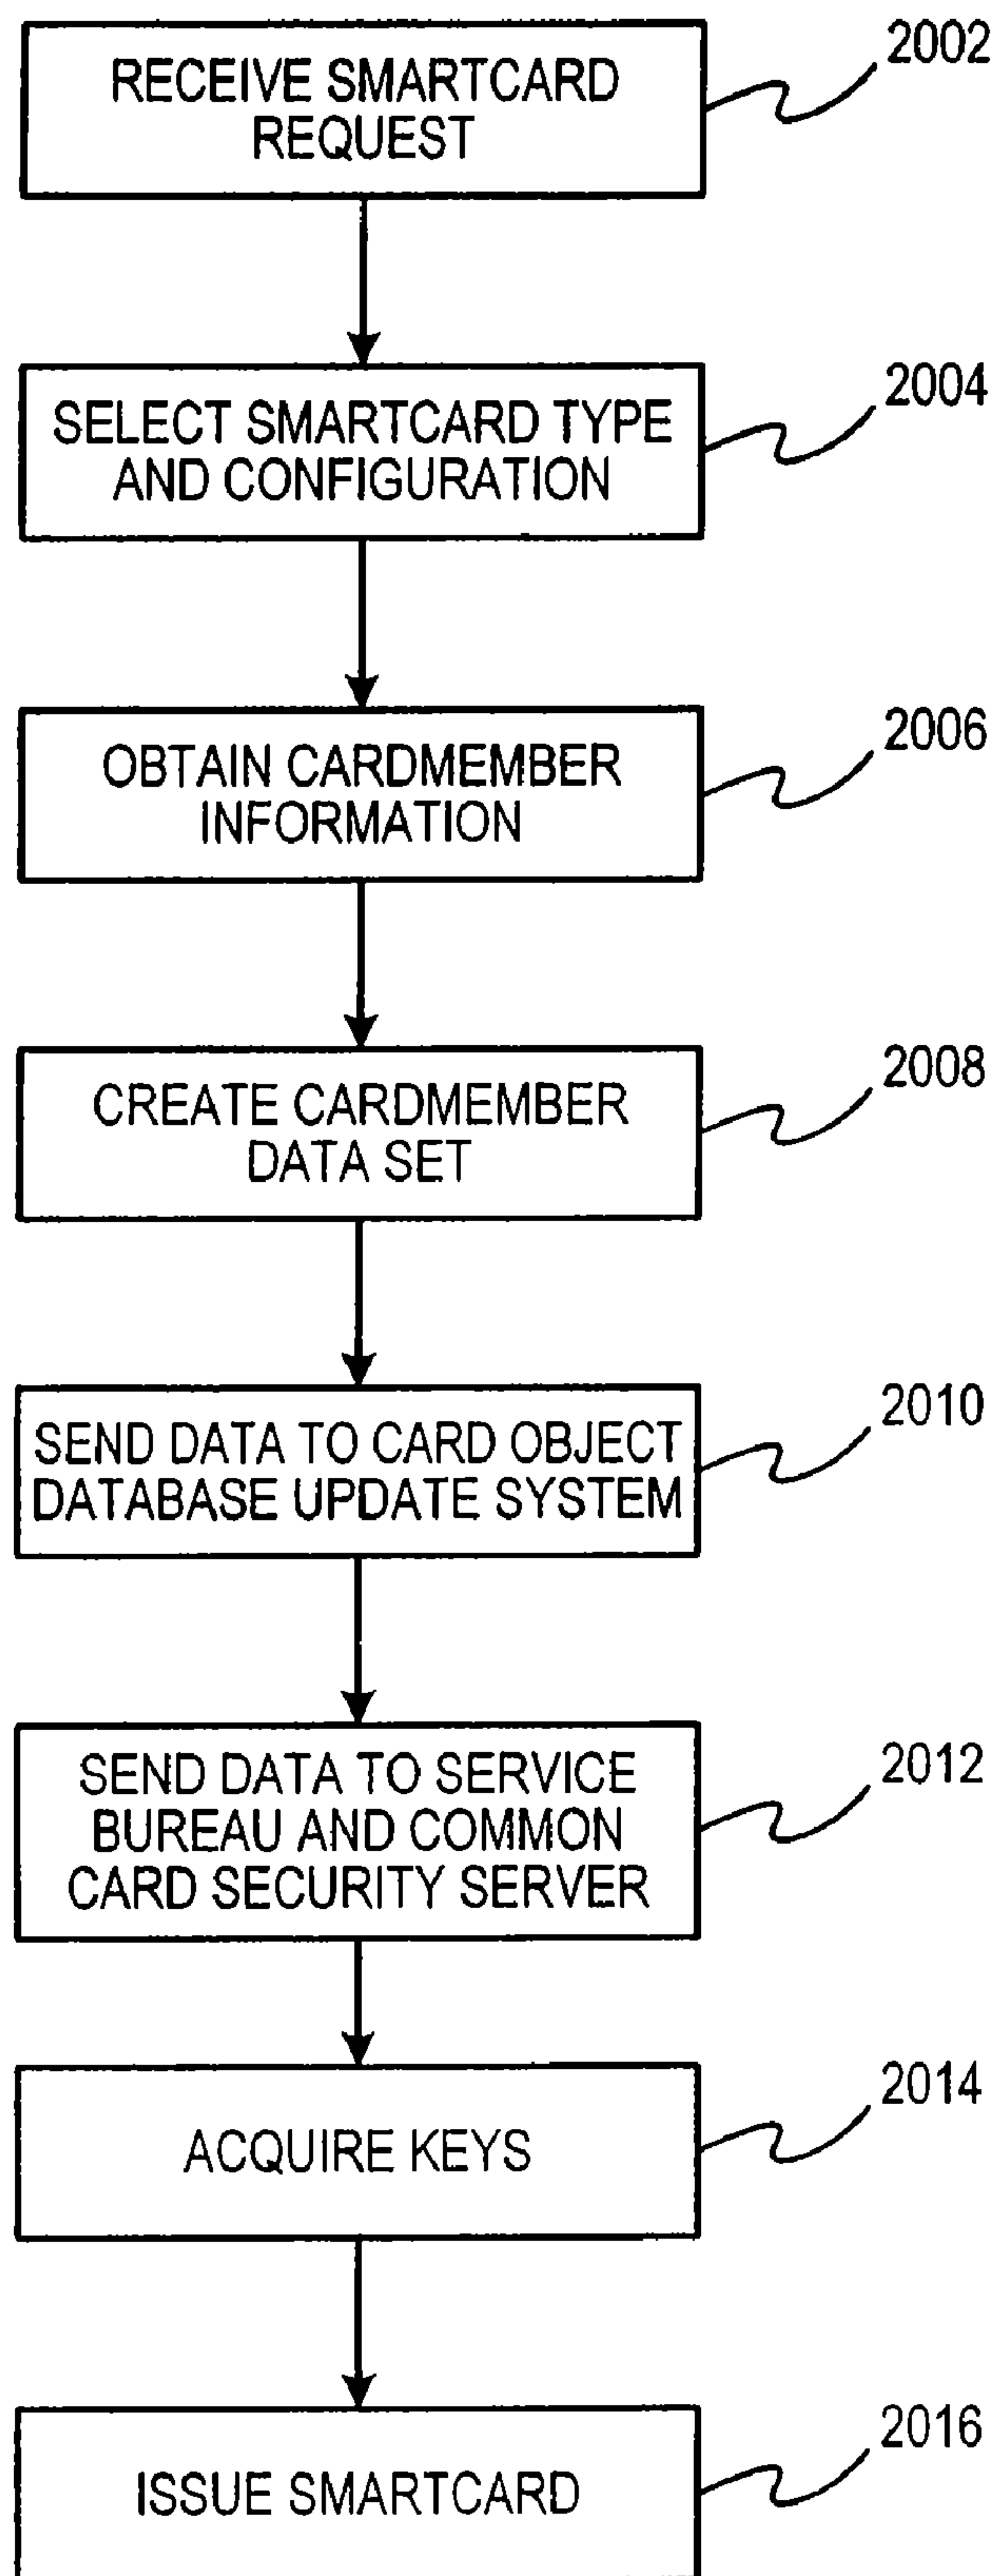 RECEIVE SMARTCARD
REQUEST
2002
SELECT SMARTCARD TYPE
AND CONFIGURATION
2004
OBTAIN CARDMEMBER
INFORMATION
2006
CREATE CARDMEMBER
DATA SET
2008
SEND DATA TO CARD OBJECT
DATABASE UPDATE SYSTEM
2010
SEND DATA TO SERVICE
BUREAU AND COMMON
CARD SECURITY SERVER
2012
ACQUIRE KEYS
2014
ISSUE SMARTCARD
2016